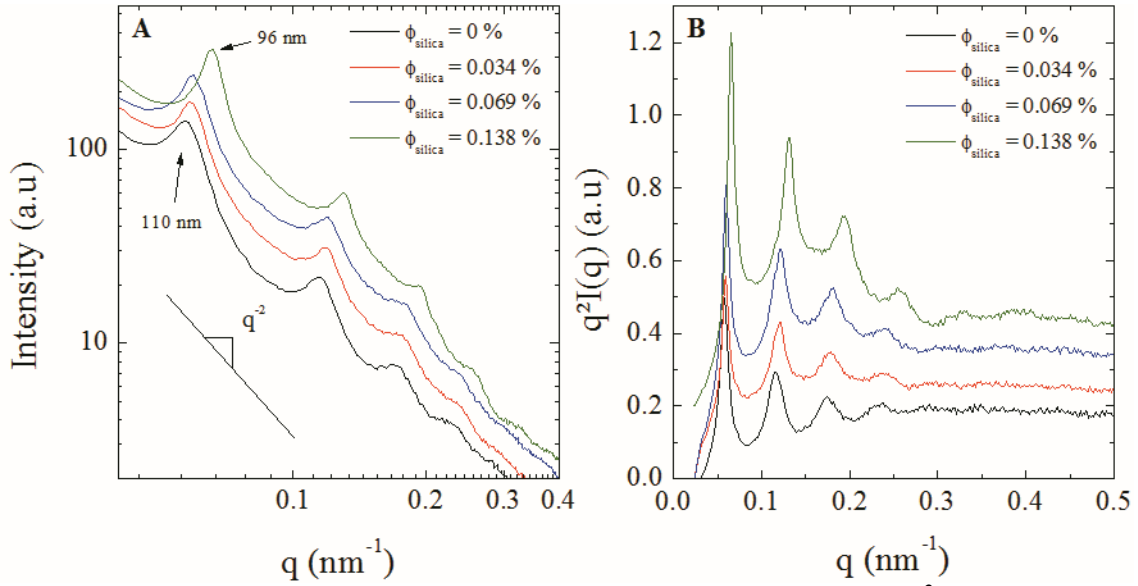 A
96 nm
ϕsilica = 0 %
ϕsilica = 0.034 %
ϕsilica = 0.069 %
ϕsilica = 0.138 %
110 nm
q-2
100
10
0.1
0.2
0.3
0.4
Intensity (a.u)
q (nm-1)
B
ϕsilica = 0 %
ϕsilica = 0.034 %
ϕsilica = 0.069 %
ϕsilica = 0.138 %
1.2
1.0
0.8
0.6
0.4
0.2
0.0
0.0
0.1
0.2
0.3
0.4
0.5
q²I(q) (a.u)
q (nm-1)